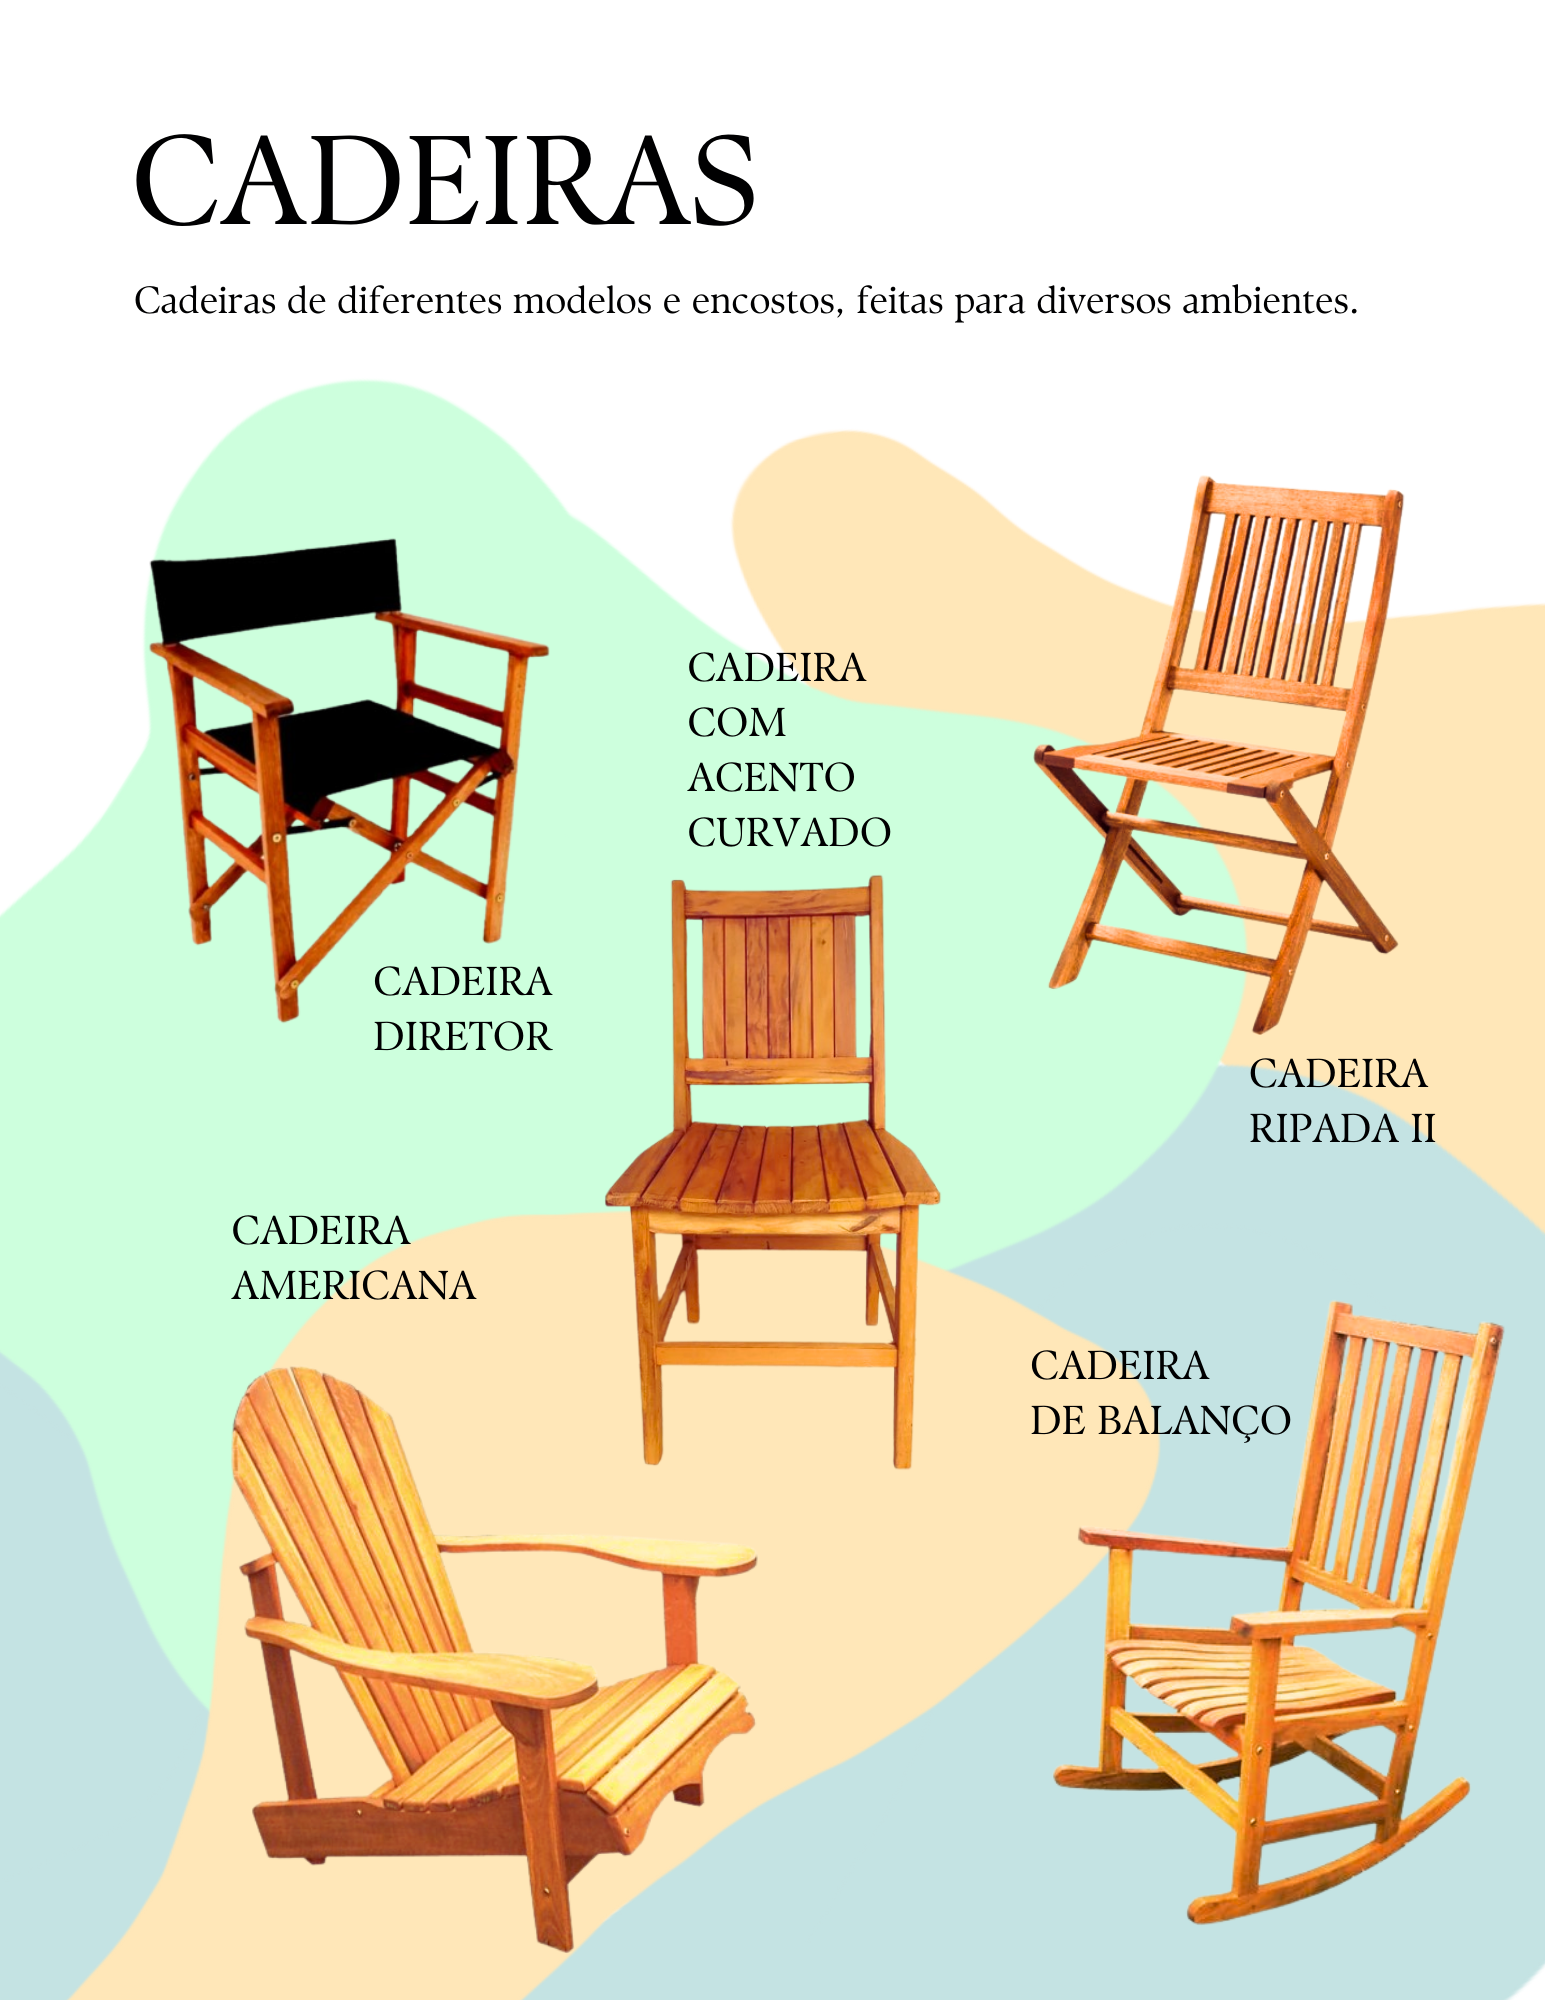 CADEIRAS
Cadeiras de diferentes modelos e encostos, feitas para diversos ambientes.
CADEIRA
COM
ACENTO
CURVADO
CADEIRA
DIRETOR
CADEIRA
RIPADA II
CADEIRA
AMERICANA
CADEIRA
DE BALANÇO